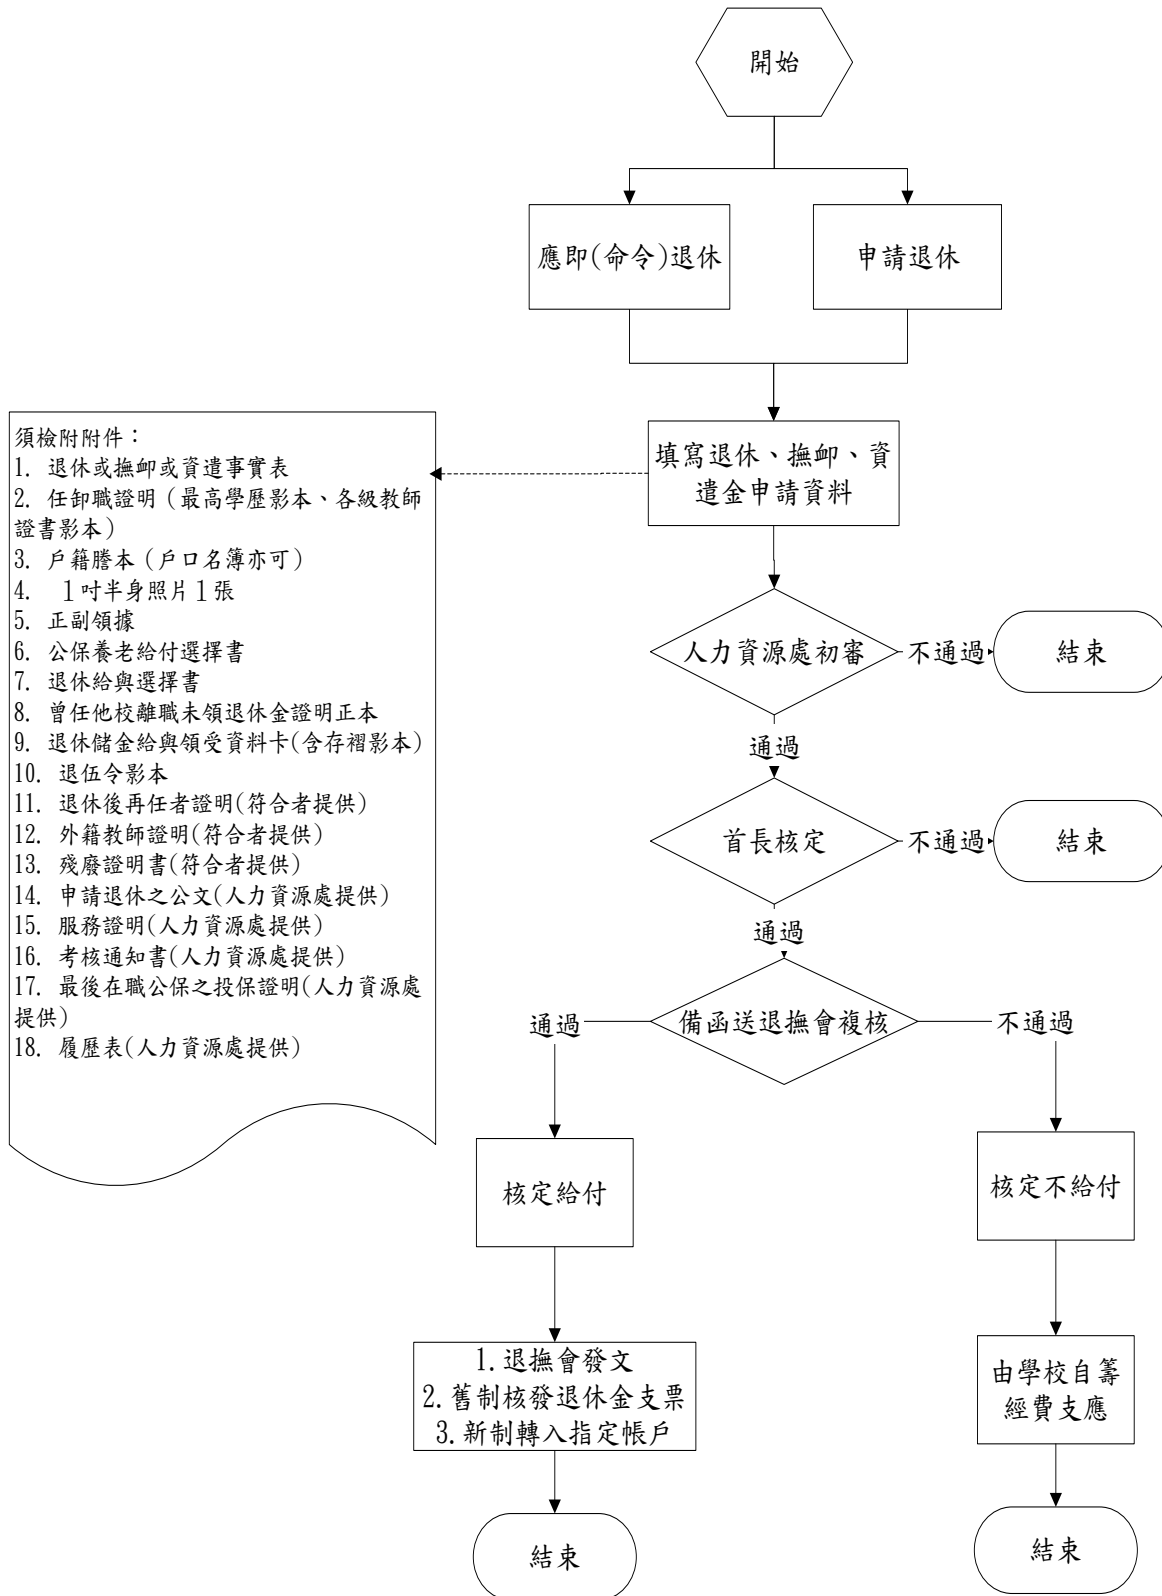 開始
應即(命令)退休
申請退休
填寫退休、撫卹、資
遣金申請資料
須檢附附件：
1. 退休或撫卹或資遣事實表
2. 任卸職證明（最高學歷影本、各級教師
證書影本）
3. 戶籍謄本（戶口名簿亦可）
4. １吋半身照片１張
5. 正副領據
6. 公保養老給付選擇書
7. 退休給與選擇書
8. 曾任他校離職未領退休金證明正本
9. 退休儲金給與領受資料卡(含存褶影本)
10. 退伍令影本
11. 退休後再任者證明(符合者提供)
12. 外籍教師證明(符合者提供)
13. 殘廢證明書(符合者提供)
14. 申請退休之公文(人力資源處提供)
15. 服務證明(人力資源處提供)
16. 考核通知書(人力資源處提供)
17. 最後在職公保之投保證明(人力資源處
提供)
18. 履歷表(人力資源處提供)
人力資源處初審
不通過
結束
通過
首長核定
不通過
結束
通過
備函送退撫會複核
通過
不通過
核定給付
核定不給付
1.退撫會發文
2.舊制核發退休金支票
3.新制轉入指定帳戶
由學校自籌
經費支應
結束
結束